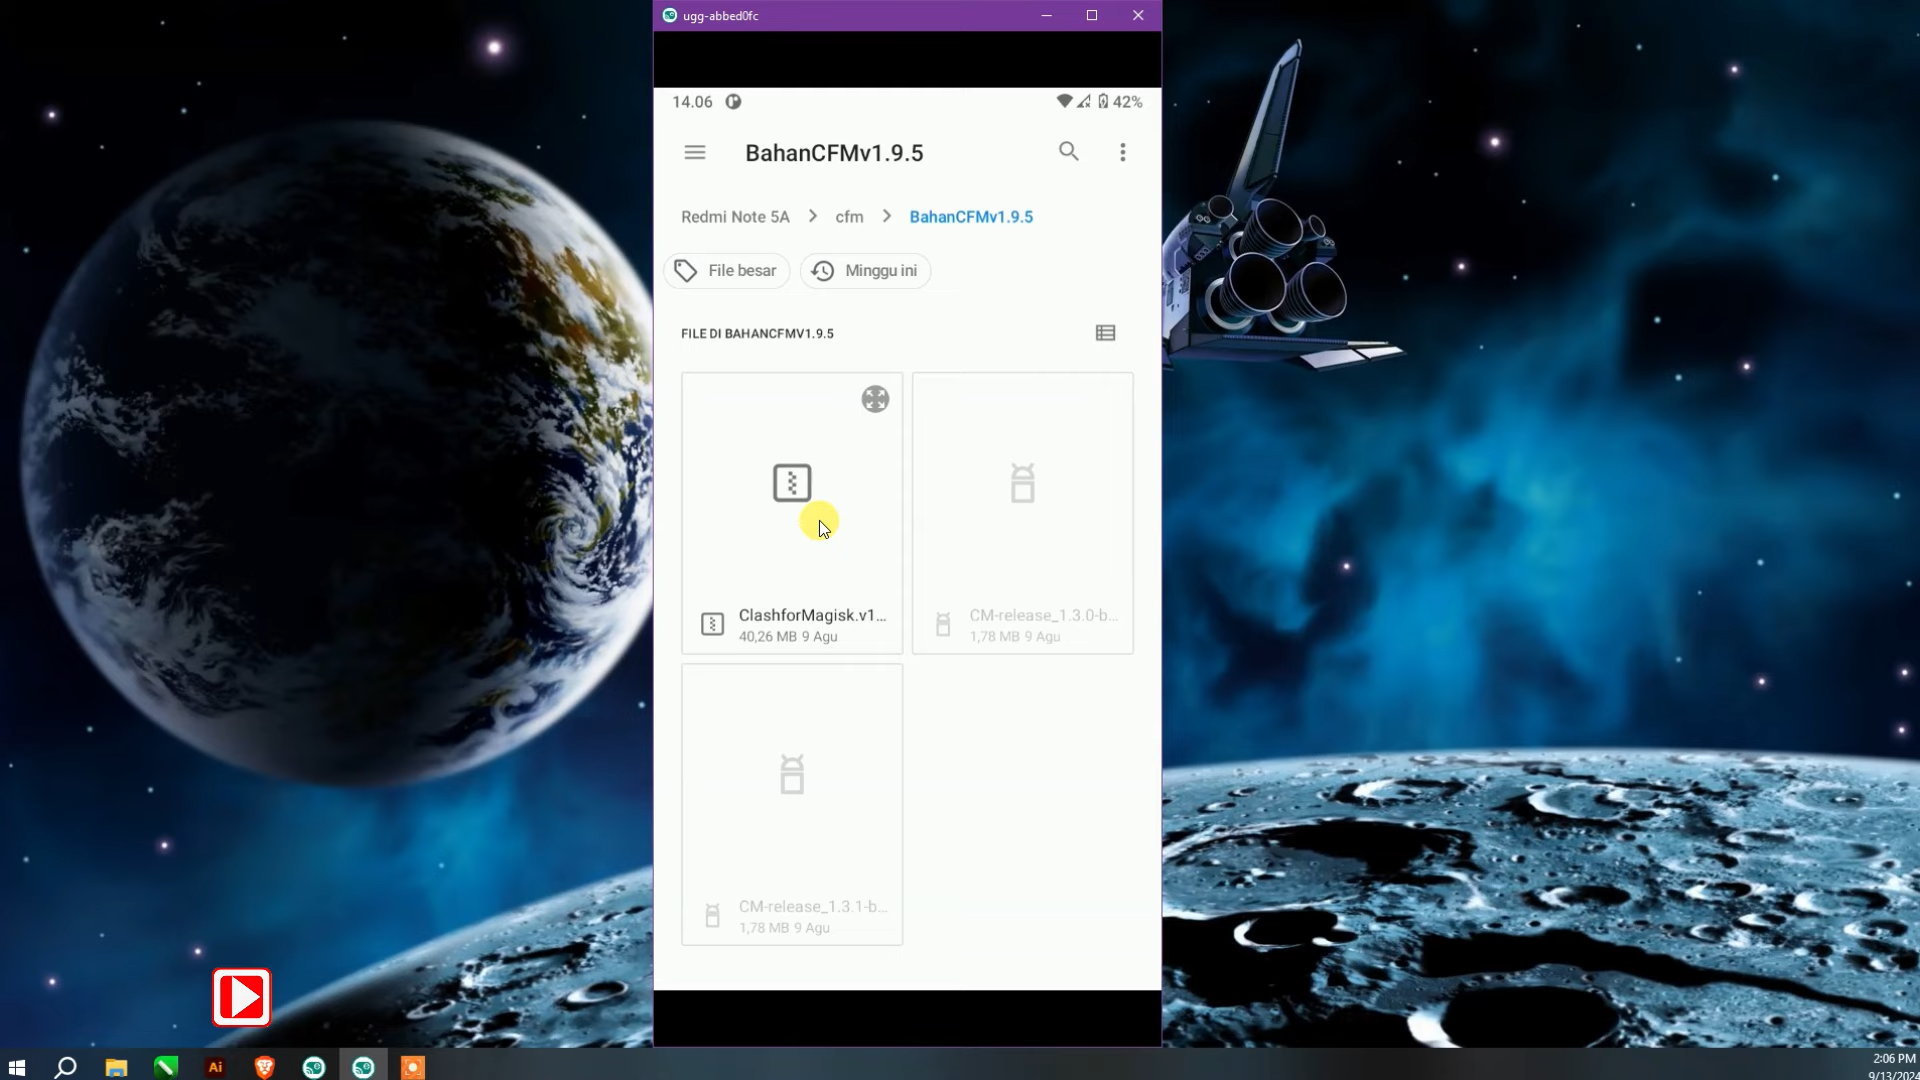 ugg-abbed0fc
14.06
42%
BahanCFMv1.9.5
Redmi Note 5A
cfm
BahanCFMv1.9.5
File besar
Minggu ini
FILE DI BAHANCFMV1.9.5
ClashforMagisk.v1...
40,26 MB 9 Agu
CM-release_1.3.0-b...
1,78 MB 9 Agu
CM-release_1.3.1-b...
1,78 MB 9 Agu
Ai
2:06 PM